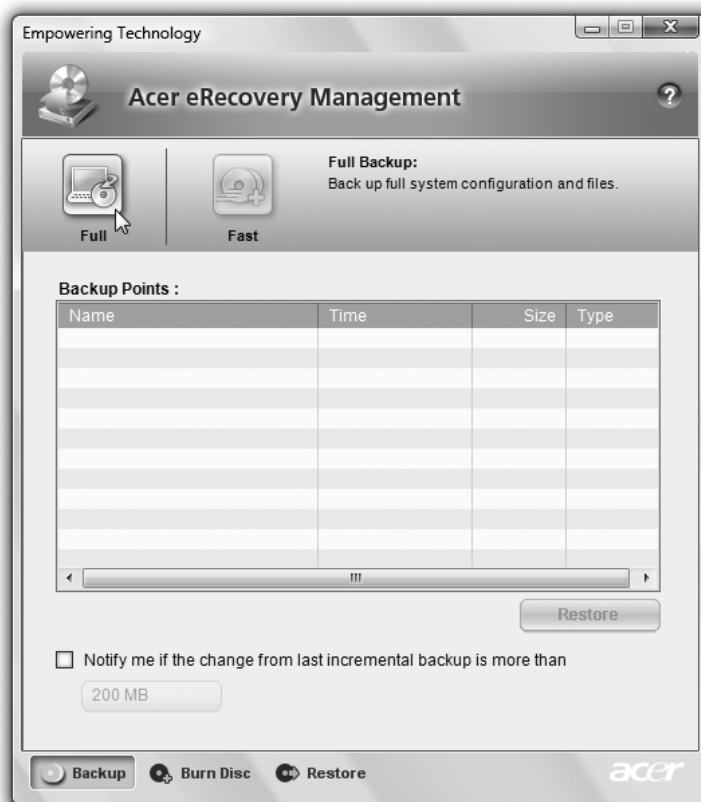 Empowering Technology
Acer eRecovery Management
?
Full Backup:
Back up full system configuration and files.
Full
Fast
Backup Points :
Name Time Size Type
Restore
Notify me if the change from last incremental backup is more than
200 MB
Backup Burn Disc Restore
acer